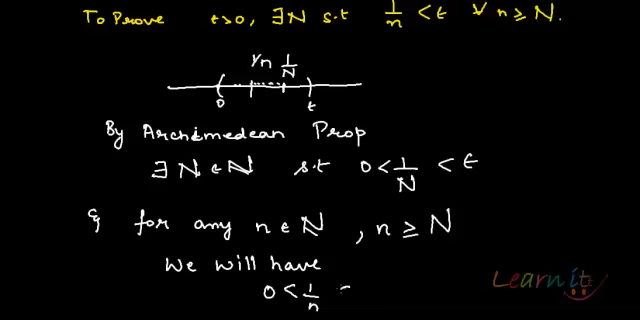 To Prove ε>0, ∃ N s.t 1/n < ε ∀ n ≥ N.
1/n 1/N
0 ε
By Archimedean Prop
∃ N ∈ ℕ s.t 0 < 1/N < ε
& for any n ∈ ℕ, n ≥ N
We will have
0 < 1/n
Learnit